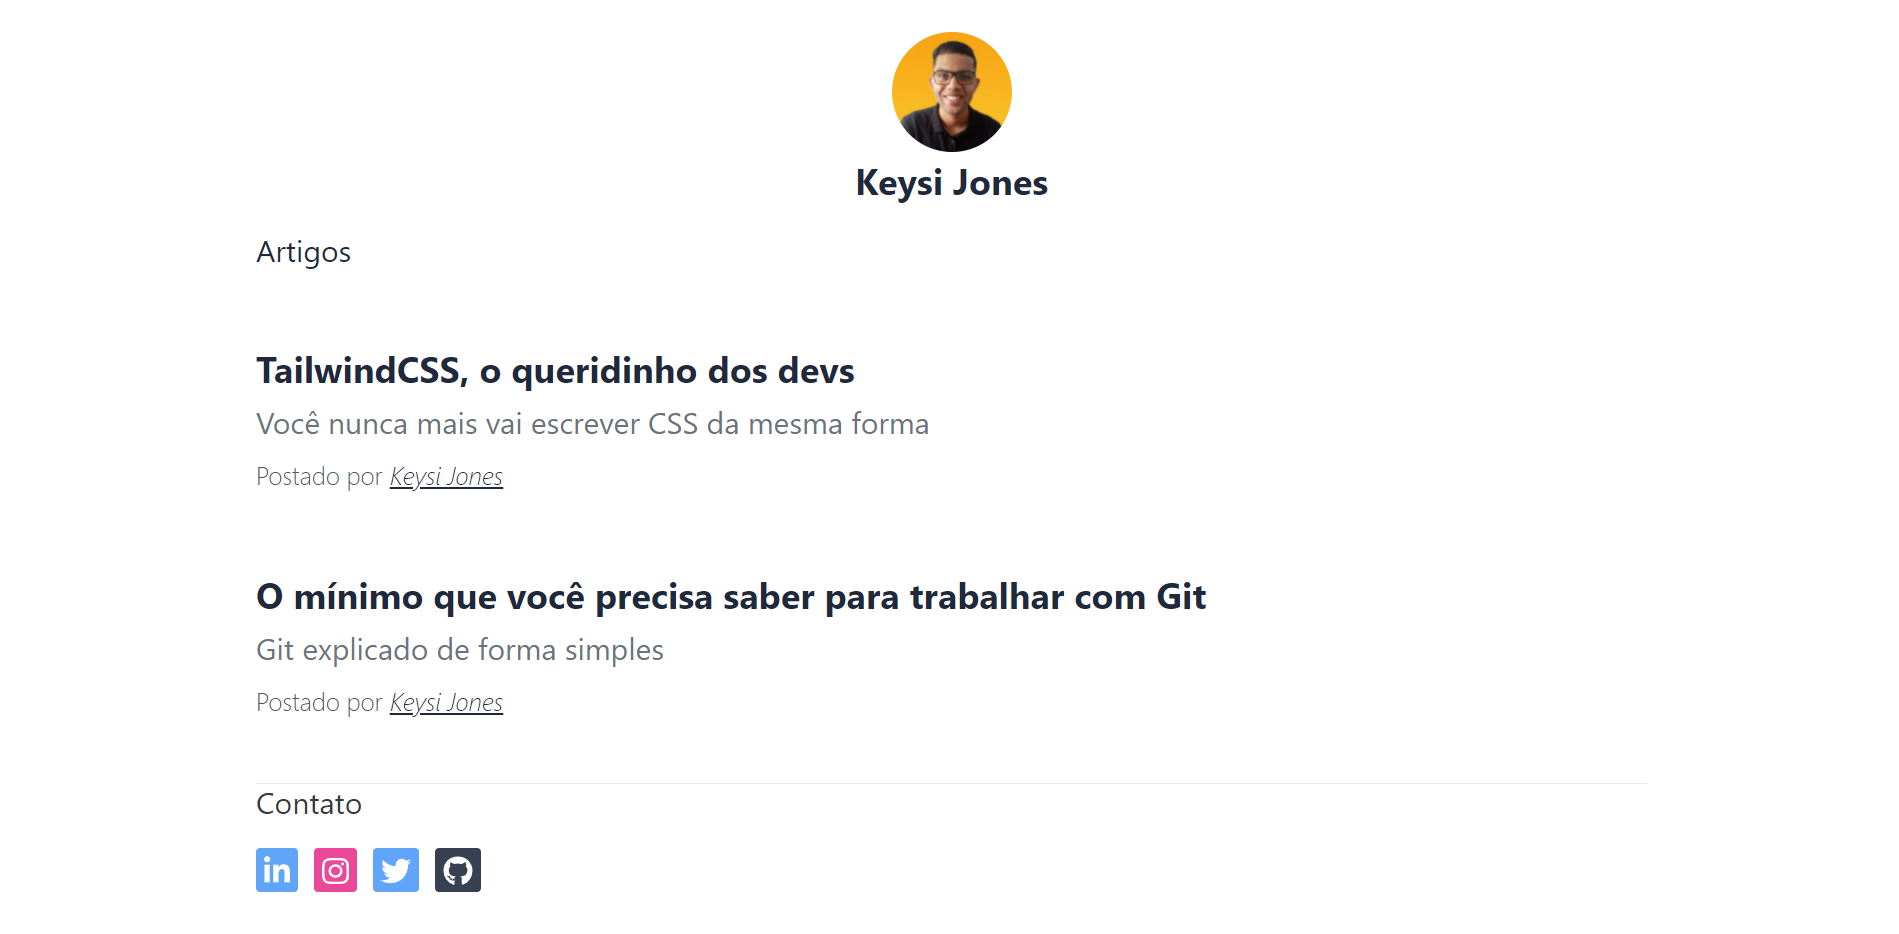 Keysi Jones
Artigos
TailwindCSS, o queridinho dos devs
Você nunca mais vai escrever CSS da mesma forma
Postado por Keysi Jones
O mínimo que você precisa saber para trabalhar com Git
Git explicado de forma simples
Postado por Keysi Jones
Contato
in